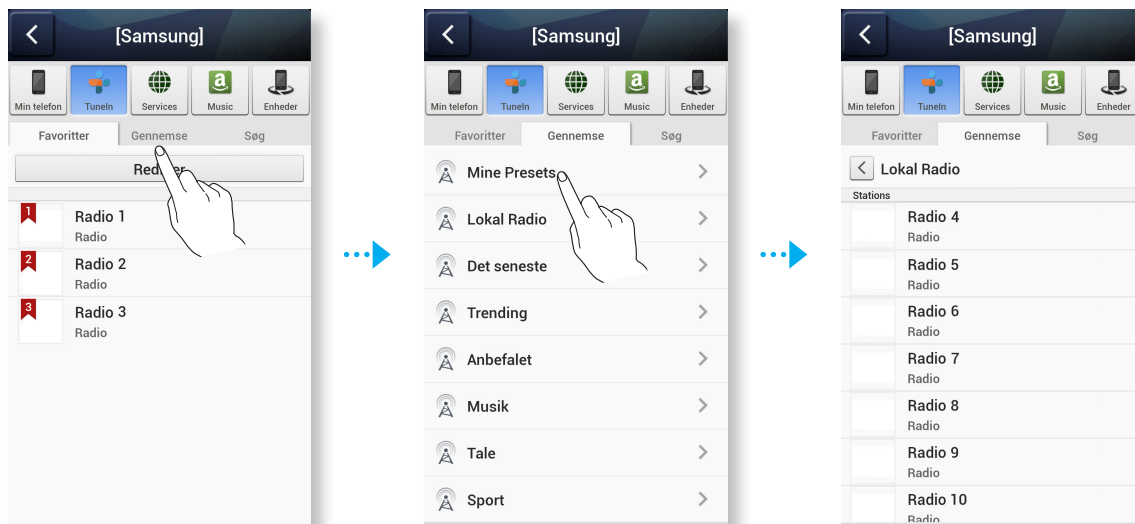 [Samsung]
Min telefon TuneIn Services Music Enheder
Favoritter Gennemse Søg
Radio 1
Radio
Radio 2
Radio
Radio 3
Radio
[Samsung]
Min telefon TuneIn Services Music Enheder
Favoritter Gennemse Søg
Mine Presets
Lokal Radio
Det seneste
Trending
Anbefalet
Musik
Tale
Sport
[Samsung]
Min telefon TuneIn Services Music Enheder
Favoritter Gennemse Søg
Lokal Radio
Stations
Radio 4
Radio
Radio 5
Radio
Radio 6
Radio
Radio 7
Radio
Radio 8
Radio
Radio 9
Radio
Radio 10
Radio